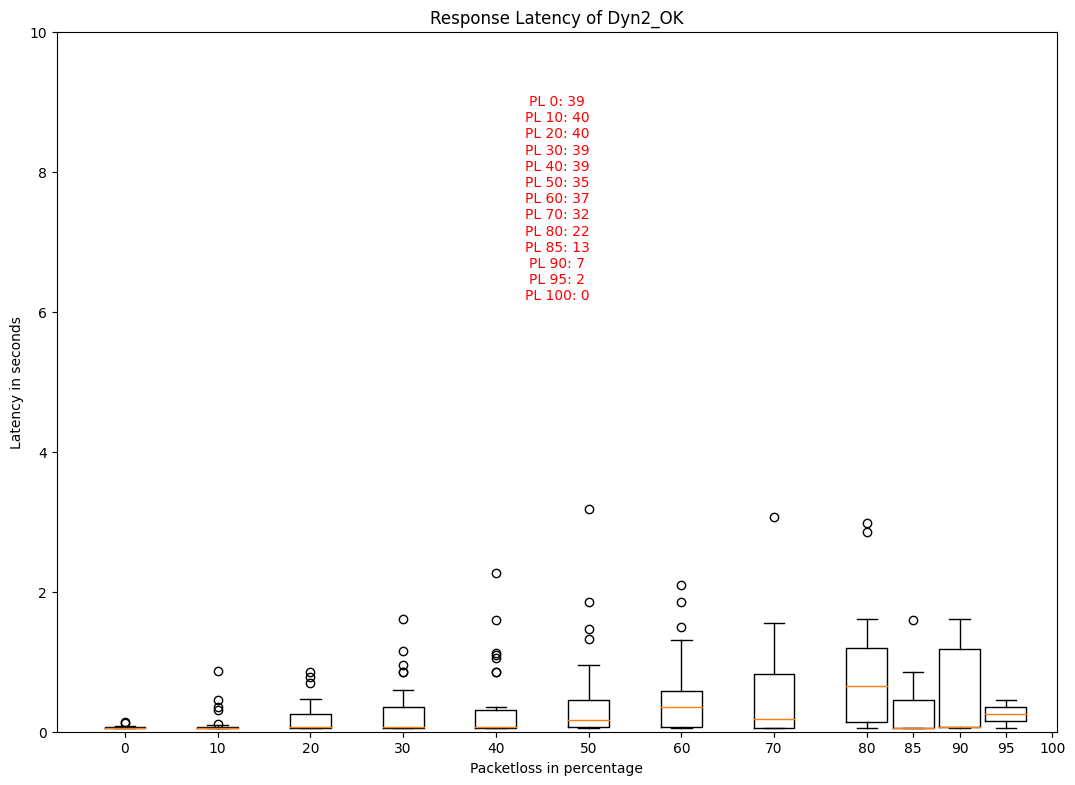 Response Latency of Dyn2_OK
10
8
6
4
2
0
Latency in seconds
PL 0: 39
PL 10: 40
PL 20: 40
PL 30: 39
PL 40: 39
PL 50: 35
PL 60: 37
PL 70: 32
PL 80: 22
PL 85: 13
PL 90: 7
PL 95: 2
PL 100: 0
0 10 20 30 40 50 60 70 80 85 90 95 100
Packetloss in percentage